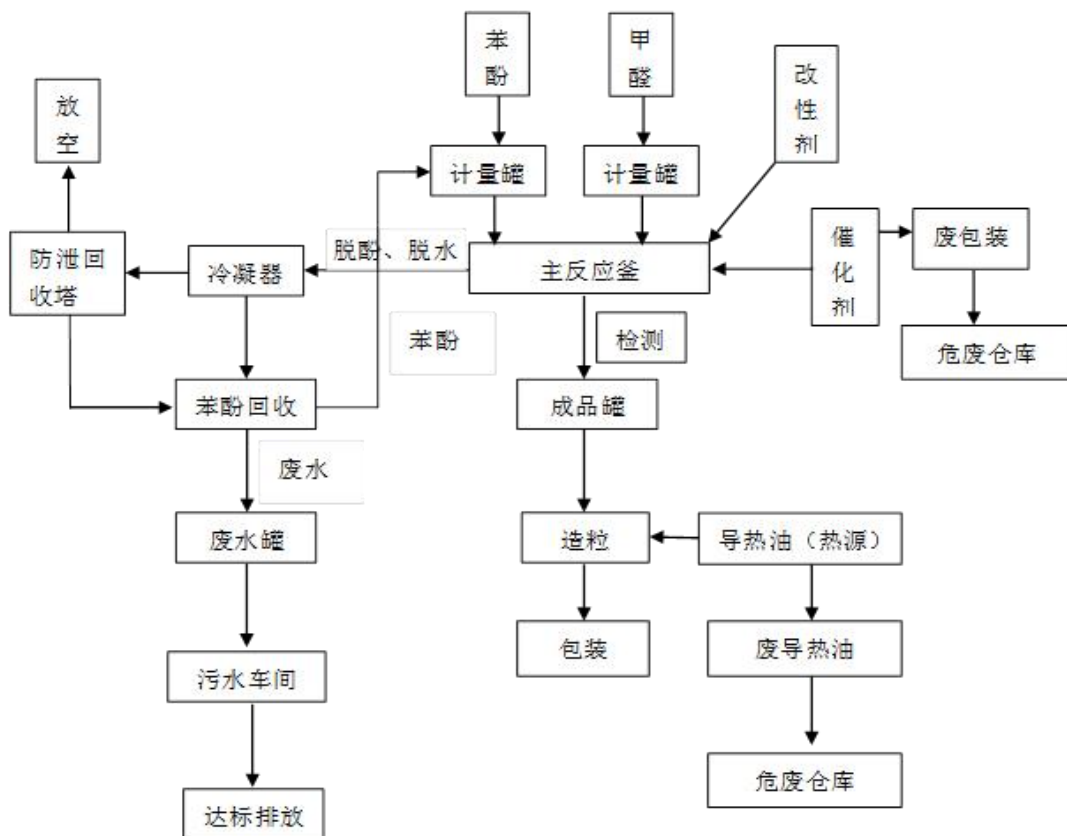 苯
酚
甲
醛
改
性
剂
放
空
计量罐
计量罐
催
化
剂
废包装
防泄回
收塔
冷凝器
脱酚、脱水
主反应釜
苯酚
检测
危废仓库
苯酚回收
成品罐
废水
废水罐
造粒
导热油（热源）
污水车间
包装
废导热油
达标排放
危废仓库